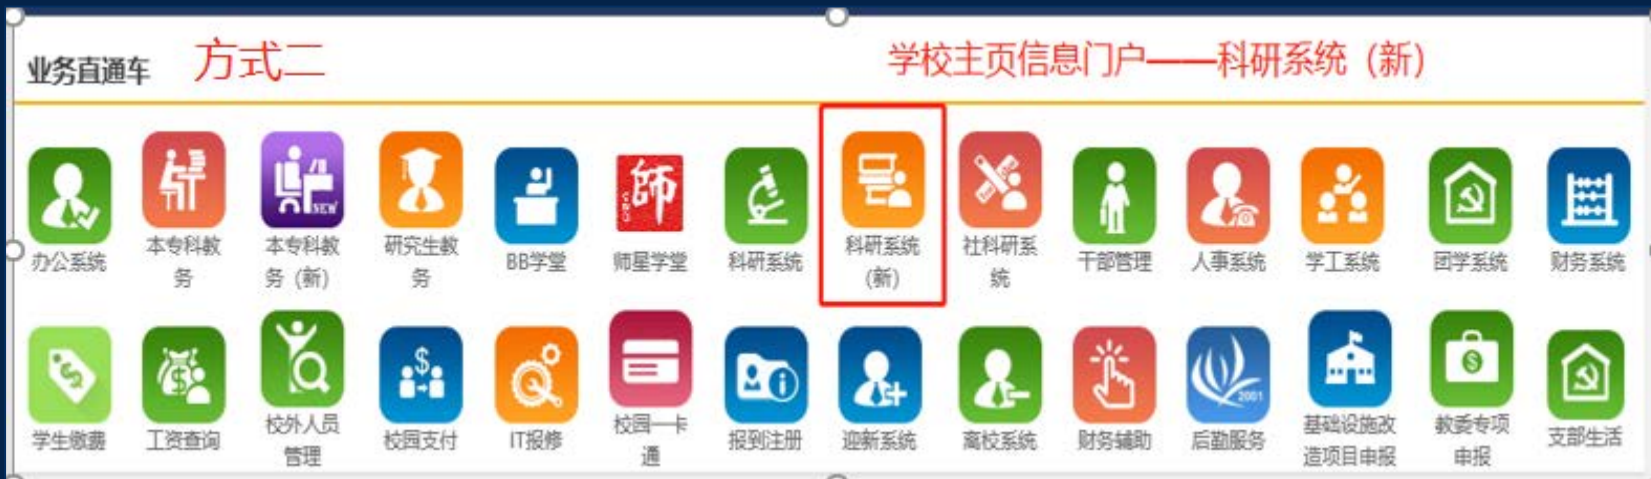 业务直通车
方式二
学校主页信息门户——科研系统（新）
办公系统
本专科教
务
本专科教
务（新）
研究生教
务
BB学堂
师星学堂
科研系统
科研系统
（新）
社科研系
统
干部管理
人事系统
学工系统
团学系统
财务系统
学生缴费
工资查询
校外人员
管理
校园支付
IT报修
校园一卡
通
报到注册
迎新系统
离校系统
财务辅助
后勤服务
基础设施改
造项目申报
教委专项
申报
支部生活
NEW
師
2001